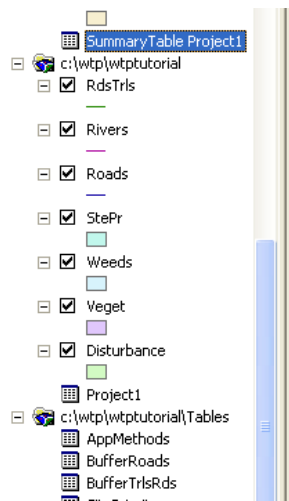 SummaryTable Project1
c:\wtp\wtptutorial
RdsTrls
Rivers
Roads
StePr
Weeds
Veget
Disturbance
Project1
c:\wtp\wtptutorial\Tables
AppMethods
BufferRoads
BufferTrlsRds